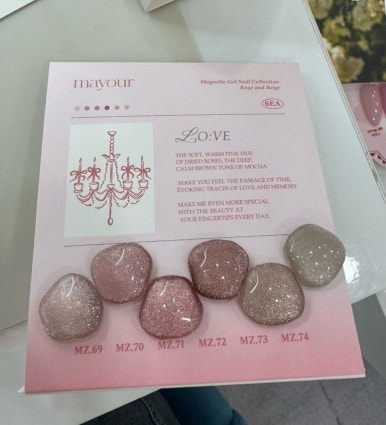 mayour
Magnetic Gel Nail Collection
Rose and Beige
6EA
LO:VE
THE SOFT, WARM PINK HUE
OF DRIED ROSES, THE DEEP,
CALM BROWN TONE OF MOCHA
MAKE YOU FEEL THE PASSAGE OF TIME,
EVOKING TRACES OF LOVE AND MEMORY.
MAKE ME EVEN MORE SPECIAL
WITH THE BEAUTY AT
YOUR FINGERTIPS EVERY DAY.
MZ.69 MZ.70 MZ.71 MZ.72 MZ.73 MZ.74